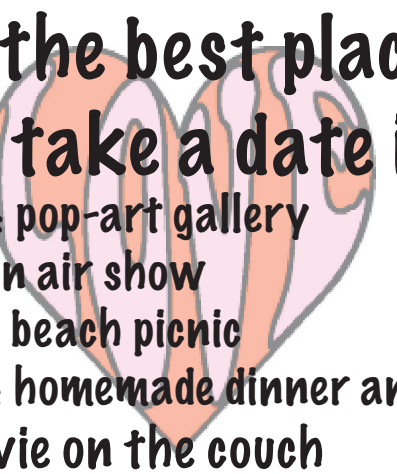 the best plac
take a date i
pop-art gallery
n air show
beach picnic
homemade dinner an
vie on the couch